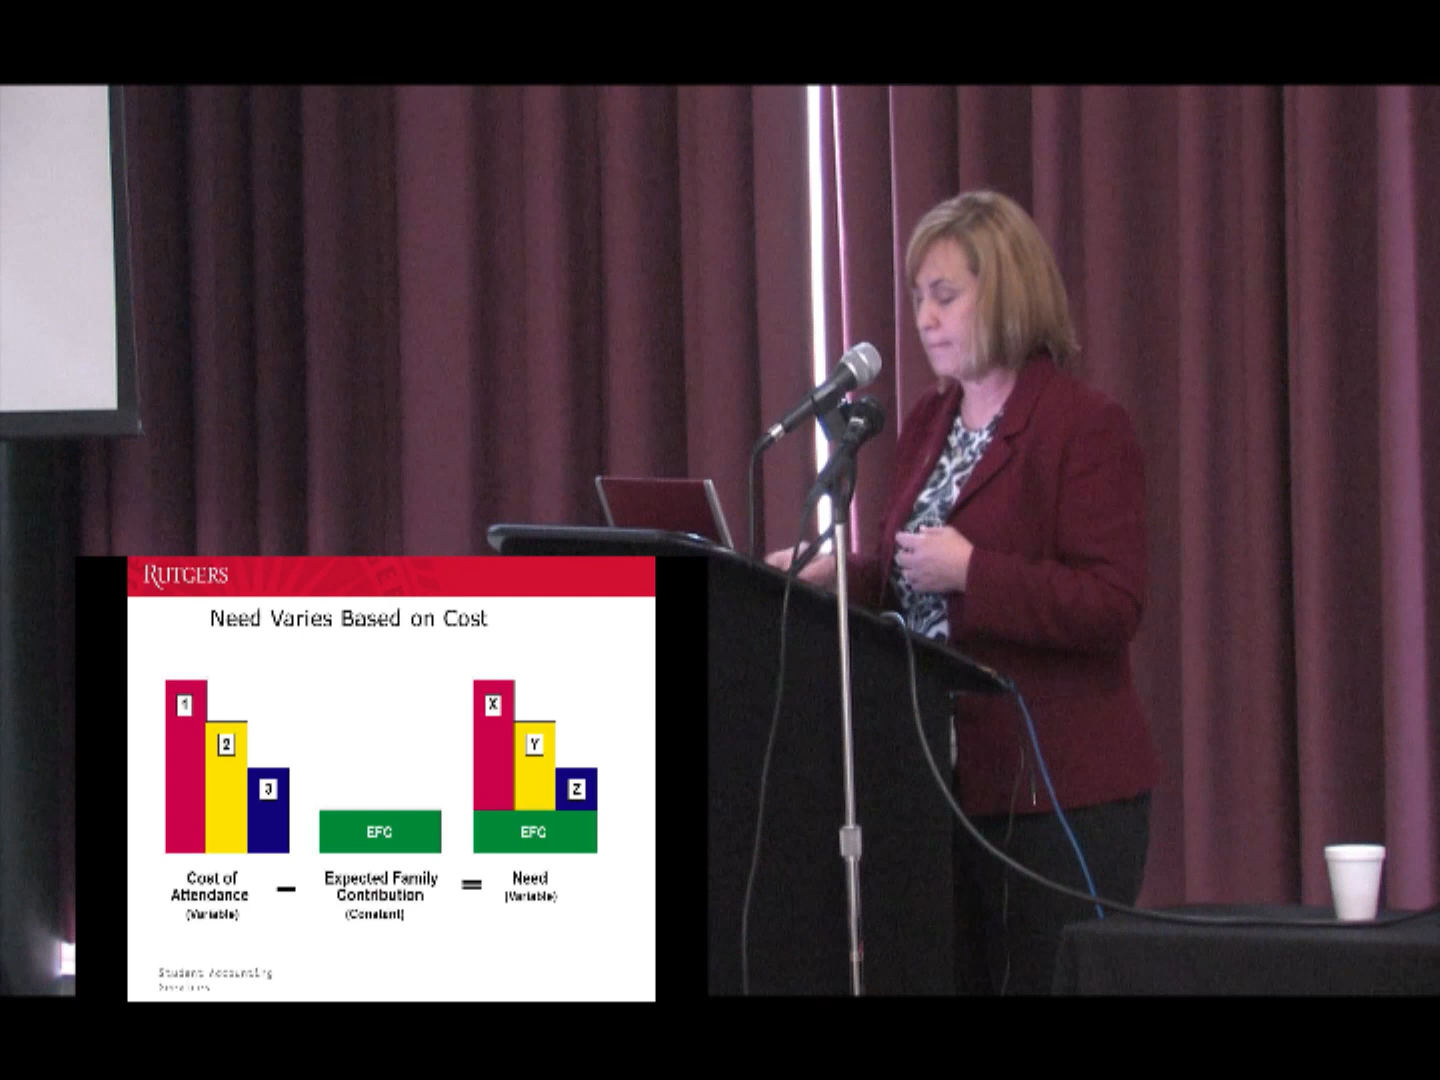 RUTGERS
Need Varies Based on Cost
1
2
3
X
Y
Z
EFC
EFC
Cost of
Attendance
(Variable)
−
Expected Family
Contribution
(Constant)
=
Need
(Variable)
Student Accounting
Services